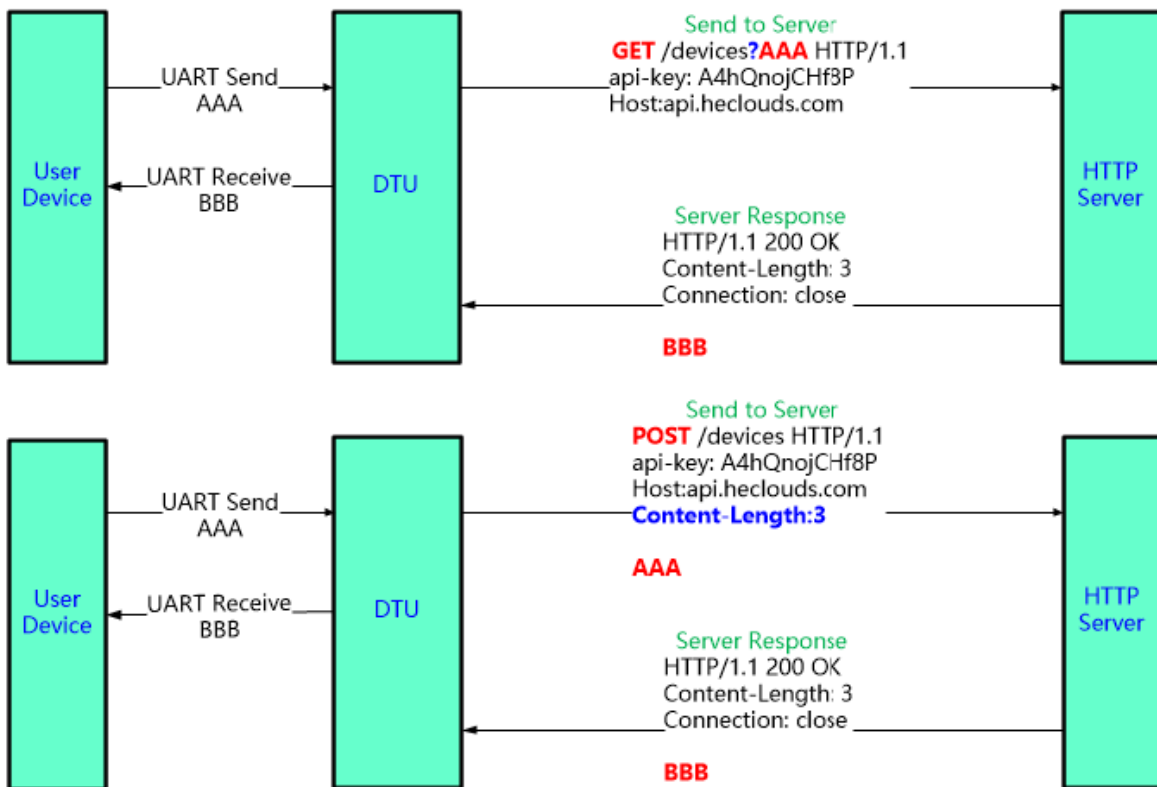 Send to Server
GET /devices?AAA HTTP/1.1
api-key: A4hQnojCHf8P
Host:api.heclouds.com
UART Send
AAA
User
Device
UART Receive
BBB
DTU
HTTP
Server
Server Response
HTTP/1.1 200 OK
Content-Length: 3
Connection: close
BBB
Send to Server
POST /devices HTTP/1.1
api-key: A4hQnojCHf8P
Host:api.heclouds.com
Content-Length:3
AAA
UART Send
AAA
User
Device
UART Receive
BBB
DTU
HTTP
Server
Server Response
HTTP/1.1 200 OK
Content-Length: 3
Connection: close
BBB